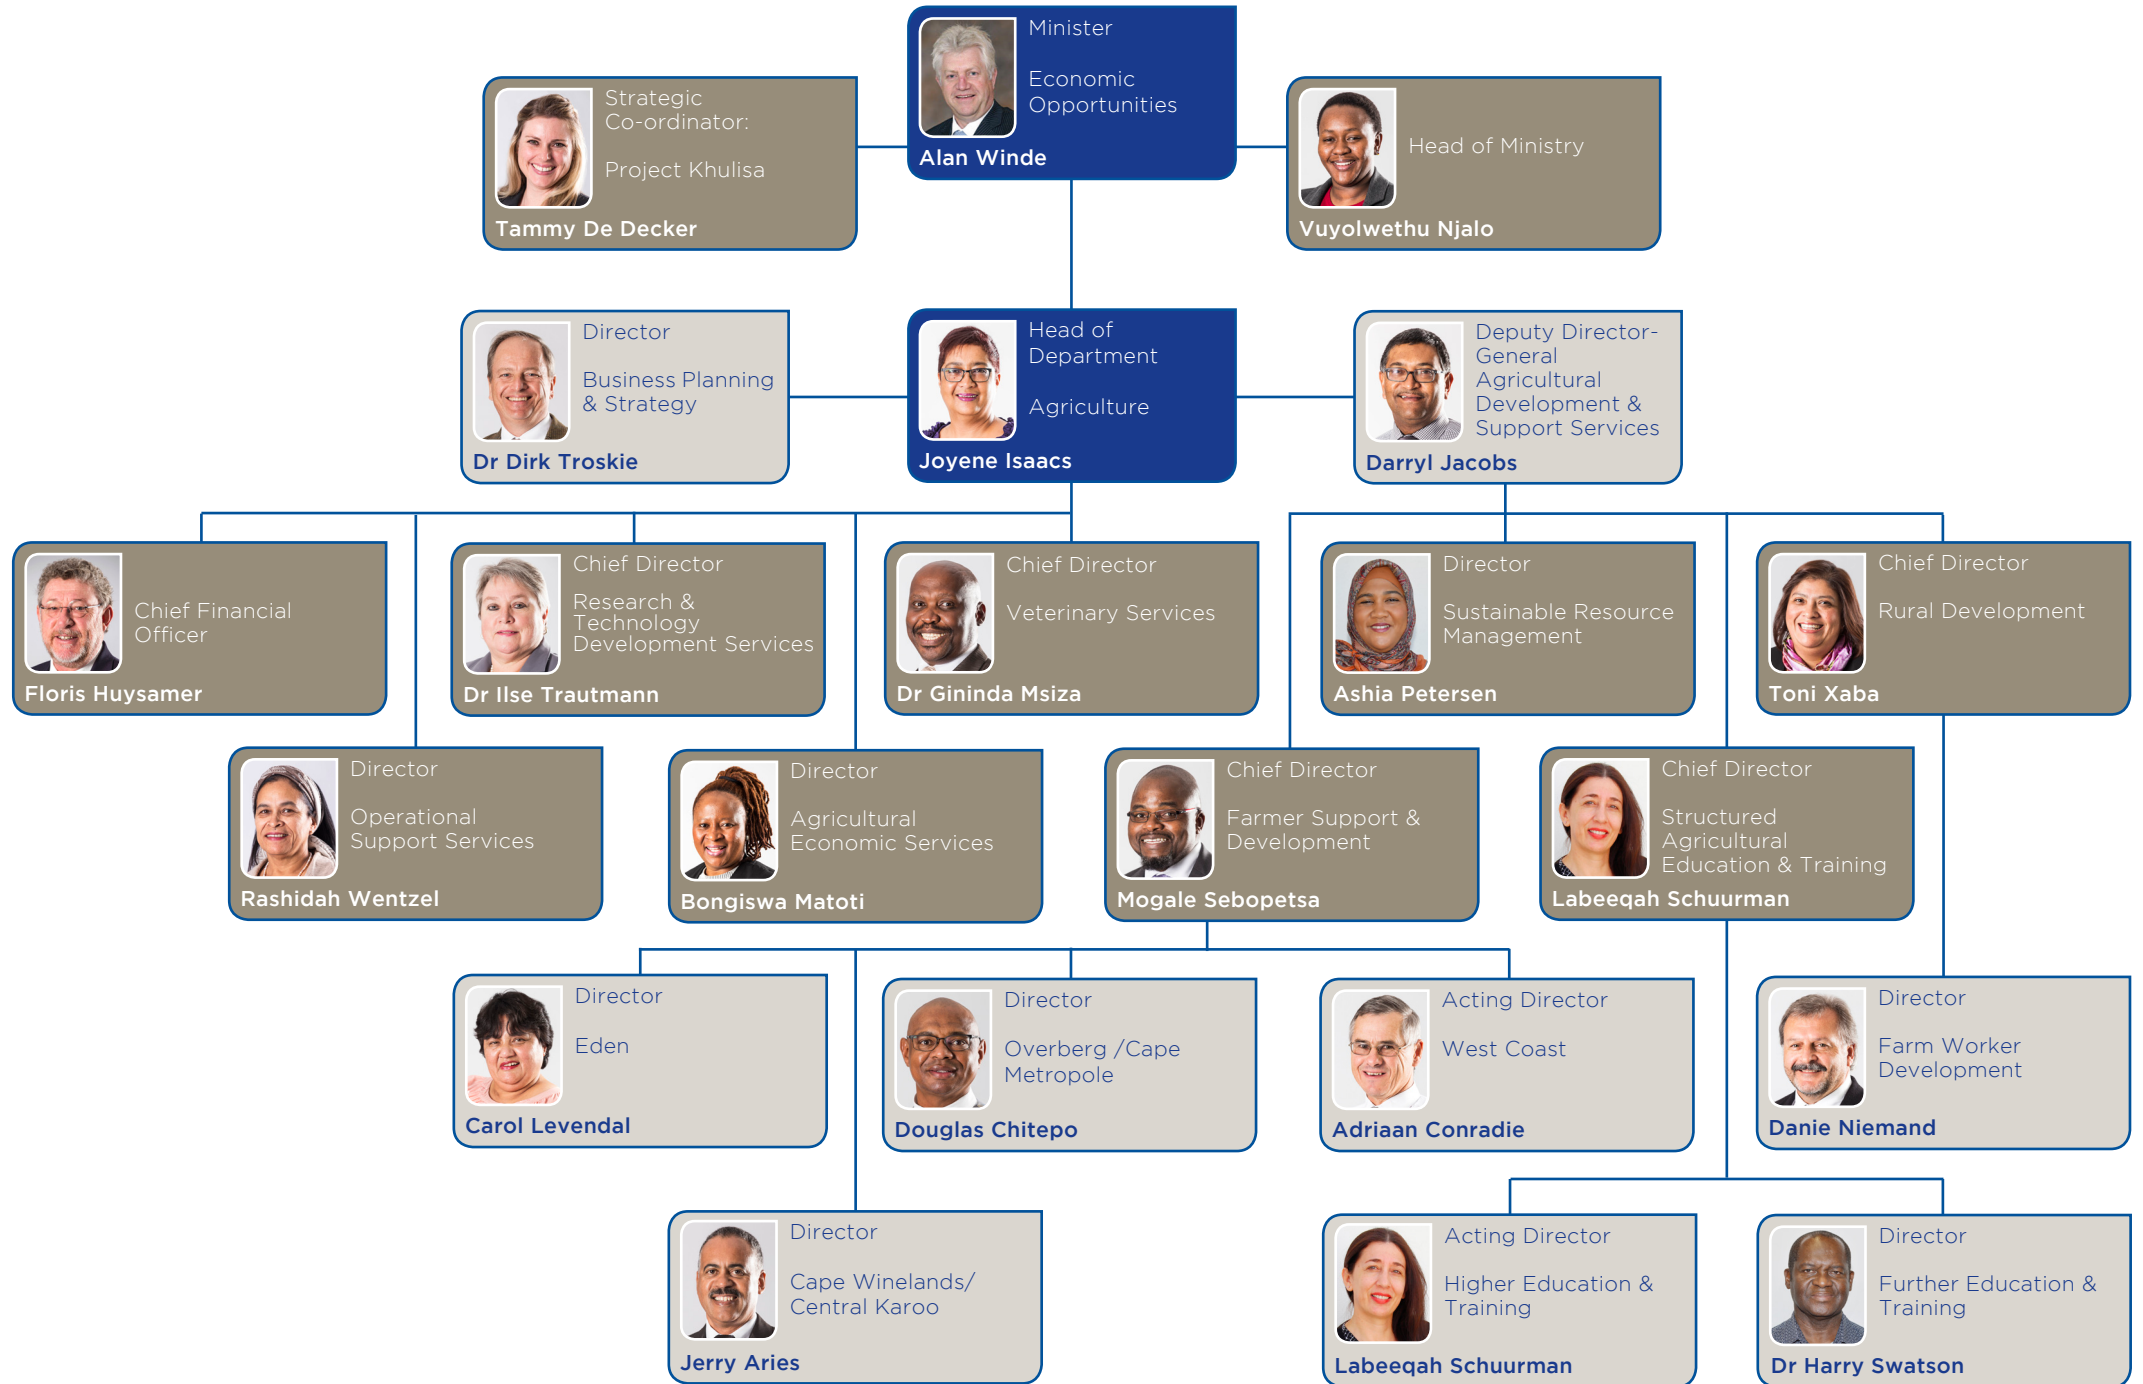 Minister
Economic
Opportunities
Alan Winde
Strategic
Co-ordinator:
Project Khulisa
Tammy De Decker
Head of Ministry
Vuyolwethu Njalo
Director
Business Planning
& Strategy
Dr Dirk Troskie
Head of
Department
Agriculture
Joyene Isaacs
Deputy Director-
General
Agricultural
Development &
Support Services
Darryl Jacobs
Chief Financial
Officer
Floris Huysamer
Chief Director
Research &
Technology
Development Services
Dr Ilse Trautmann
Chief Director
Veterinary Services
Dr Gininda Msiza
Director
Sustainable Resource
Management
Ashia Petersen
Chief Director
Rural Development
Toni Xaba
Director
Operational
Support Services
Rashidah Wentzel
Director
Agricultural
Economic Services
Bongiswa Matoti
Chief Director
Farmer Support &
Development
Mogale Sebopetsa
Chief Director
Structured
Agricultural
Education & Training
Labeeqah Schuurman
Director
Eden
Carol Levendal
Director
Overberg /Cape
Metropole
Douglas Chitepo
Acting Director
West Coast
Adriaan Conradie
Director
Farm Worker
Development
Danie Niemand
Director
Cape Winelands/
Central Karoo
Jerry Aries
Acting Director
Higher Education &
Training
Labeeqah Schuurman
Director
Further Education &
Training
Dr Harry Swatson